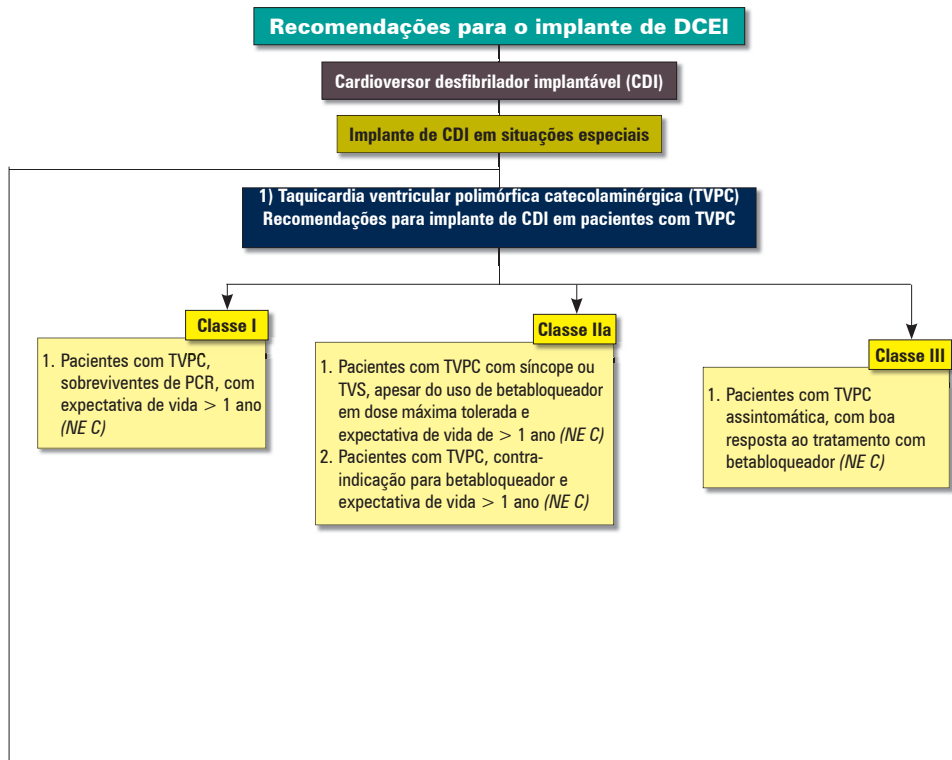 Recomendações para o implante de DCEI
Cardioversor desfibrilador implantável (CDI)
Implante de CDI em situações especiais
1) Taquicardia ventricular polimórfica catecolaminérgica (TVPC)
Recomendações para implante de CDI em pacientes com TVPC
Classe I
1. Pacientes com TVPC,
sobreviventes de PCR, com
expectativa de vida > 1 ano
(NE C)
Classe IIa
1. Pacientes com TVPC com síncope ou
TVS, apesar do uso de betabloqueador
em dose máxima tolerada e
expectativa de vida de > 1 ano (NE C)
2. Pacientes com TVPC, contra-
indicação para betabloqueador e
expectativa de vida > 1 ano (NE C)
Classe III
1. Pacientes com TVPC
assintomática, com boa
resposta ao tratamento com
betabloqueador (NE C)